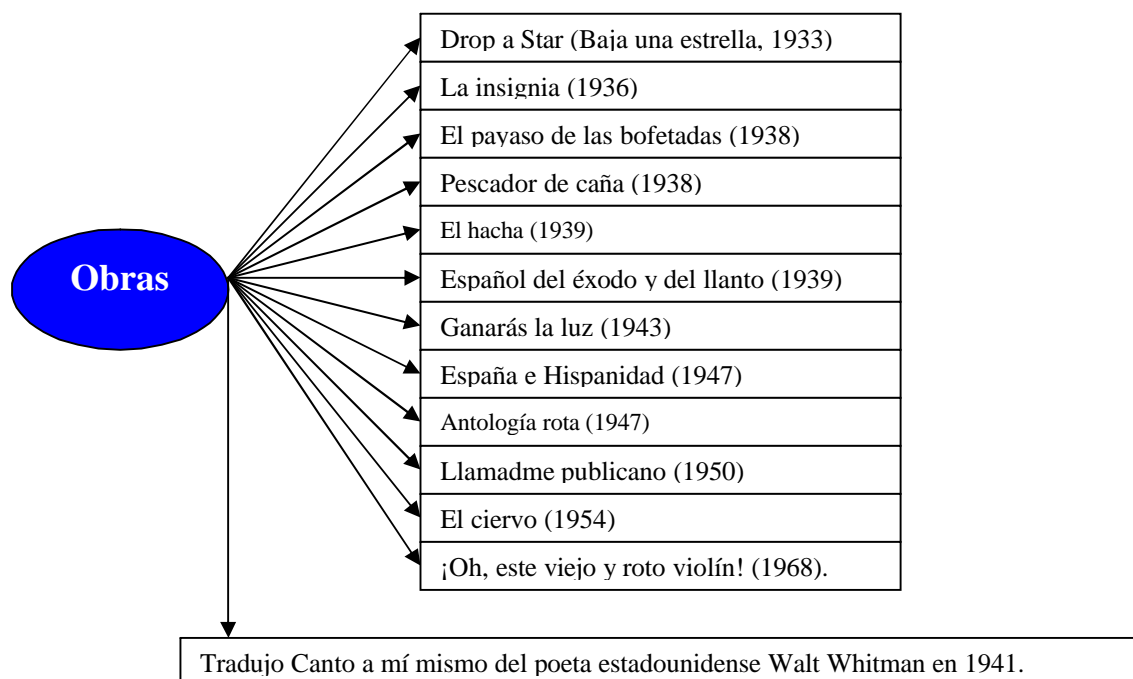 Obras
Drop a Star (Baja una estrella, 1933)
La insignia (1936)
El payaso de las bofetadas (1938)
Pescador de caña (1938)
El hacha (1939)
Español del éxodo y del llanto (1939)
Ganarás la luz (1943)
España e Hispanidad (1947)
Antología rota (1947)
Llamadme publicano (1950)
El ciervo (1954)
¡Oh, este viejo y roto violín! (1968).
Tradujo Canto a mí mismo del poeta estadounidense Walt Whitman en 1941.